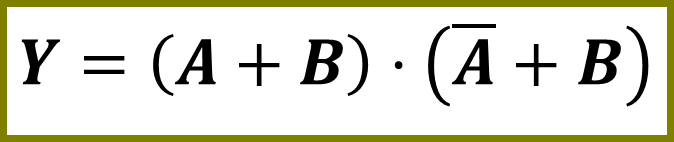 Y = (A + B) · (A̅ + B)